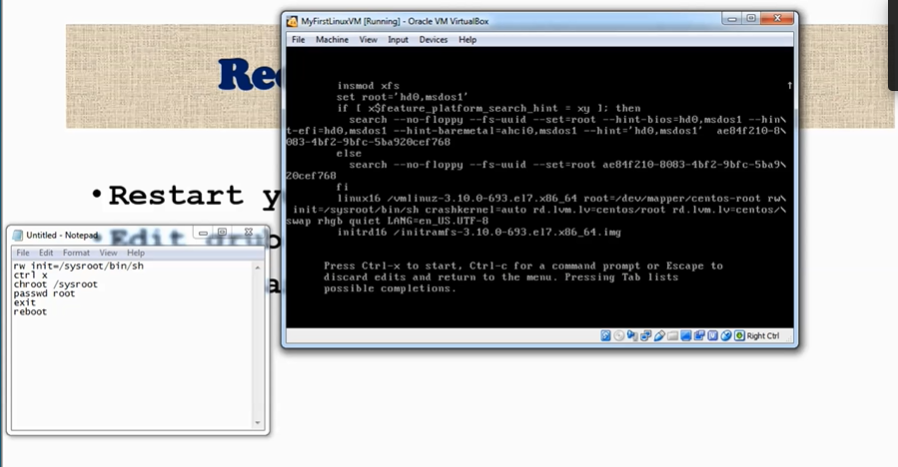 MyFirstLinuxVM [Running] - Oracle VM VirtualBox
File Machine View Input Devices Help
insmod xfs
set root='hd0,msdos1'
if [ x$feature_platform_search_hint = xy ]; then
search --no-floppy --fs-uuid --set=root --hint-bios=hd0,msdos1 --hin\
t-efi=hd0,msdos1 --hint-baremetal=ahci0,msdos1 --hint='hd0,msdos1' ae84f210-8\
083-4bf2-9bfc-5ba920cef768
else
search --no-floppy --fs-uuid --set=root ae84f210-8083-4bf2-9bfc-5ba9\
20cef768
fi
linux16 /vmlinuz-3.10.0-693.el7.x86_64 root=/dev/mapper/centos-root rw\
init=/sysroot/bin/sh crashkernel=auto rd.lvm.lv=centos/root rd.lvm.lv=centos/\
swap rhgb quiet LANG=en_US.UTF-8
initrd16 /initramfs-3.10.0-693.el7.x86_64.img
Press Ctrl-x to start, Ctrl-c for a command prompt or Escape to
discard edits and return to the menu. Pressing Tab lists
possible completions.
Right Ctrl
•Restart
Untitled - Notepad
File Edit Format View Help
rw init=/sysroot/bin/sh
ctrl x
chroot /sysroot
passwd root
exit
reboot